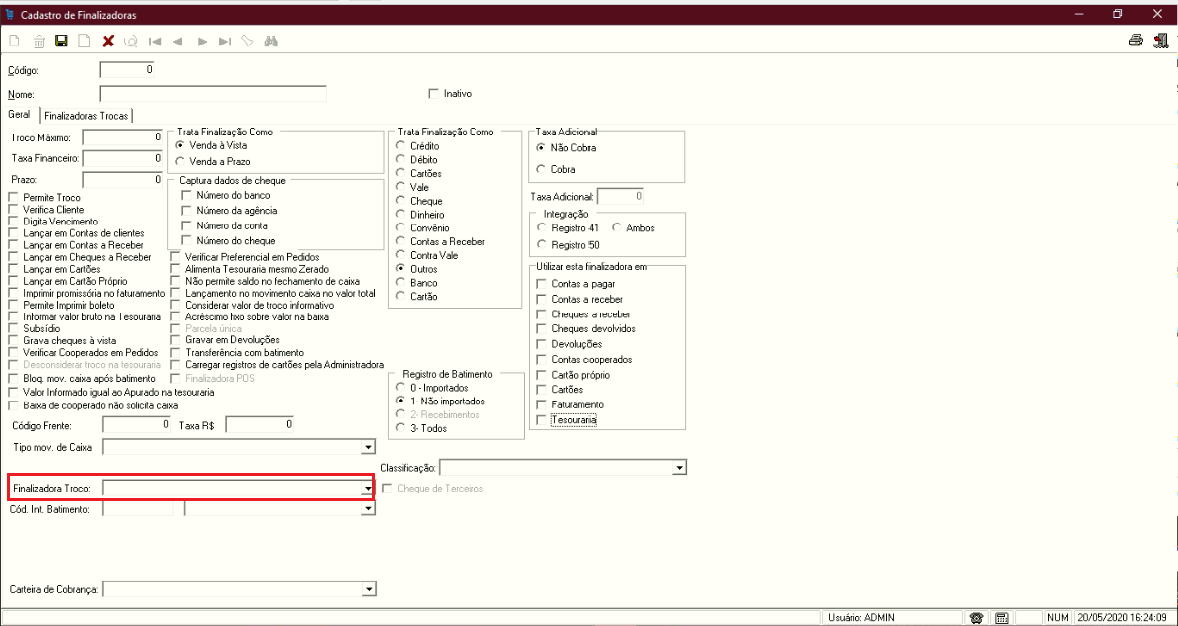 Cadastro de Finalizadoras
Código: 0
Nome:
Inativo
Geral Finalizadoras Trocas
Troco Máximo: 0
Taxa Financeiro: 0
Prazo: 0
Permite Troco
Verifica Cliente
Digita Vencimento
Lançar em Contas de clientes
Lançar em Contas a Receber
Lançar em Cheques a Receber
Lançar em Cartões
Lançar em Cartão Próprio
Imprimir promissória no faturamento
Permite Imprimir boleto
Informar valor bruto na Tesouraria
Subsídio
Grava cheques à vista
Verificar Cooperados em Pedidos
Desconsiderar troco na tesouraria
Bloq. mov. caixa após batimento
Valor Informado igual ao Apurado na tesouraria
Baixa de cooperado não solicita caixa
Trata Finalização Como
Venda à Vista
Venda a Prazo
Captura dados de cheque
Número do banco
Número da agência
Número da conta
Número do cheque
Verificar Preferencial em Pedidos
Alimenta Tesouraria mesmo Zerado
Não permite saldo no fechamento de caixa
Lançamento no movimento caixa no valor total
Considerar valor de troco informativo
Acréscimo fixo sobre valor na baixa
Parcela única
Gravar em Devoluções
Transferência com batimento
Carregar registros de cartões pela Administradora
Finalizadora POS
Trata Finalização Como
Crédito
Débito
Cartões
Vale
Cheque
Dinheiro
Convênio
Contas a Receber
Contra Vale
Outros
Banco
Cartão
Registro de Batimento
0 - Importados
1- Não importados
2- Recebimentos
3- Todos
Taxa Adicional
Não Cobra
Cobra
Taxa Adicional: 0
Integração
Registro 41 Ambos
Registro 50
Utilizar esta finalizadora em
Contas a pagar
Contas a receber
Cheques a receber
Cheques devolvidos
Devoluções
Contas cooperados
Cartão próprio
Cartões
Faturamento
Tesouraria
Código Frente: 0 Taxa R$ 0
Tipo mov. de Caixa
Classificação:
Finalizadora Troco:
Cheque de Terceiros
Cód. Int. Batimento:
Carteira de Cobrança:
Usuário: ADMIN NUM 20/05/2020 16:24:09